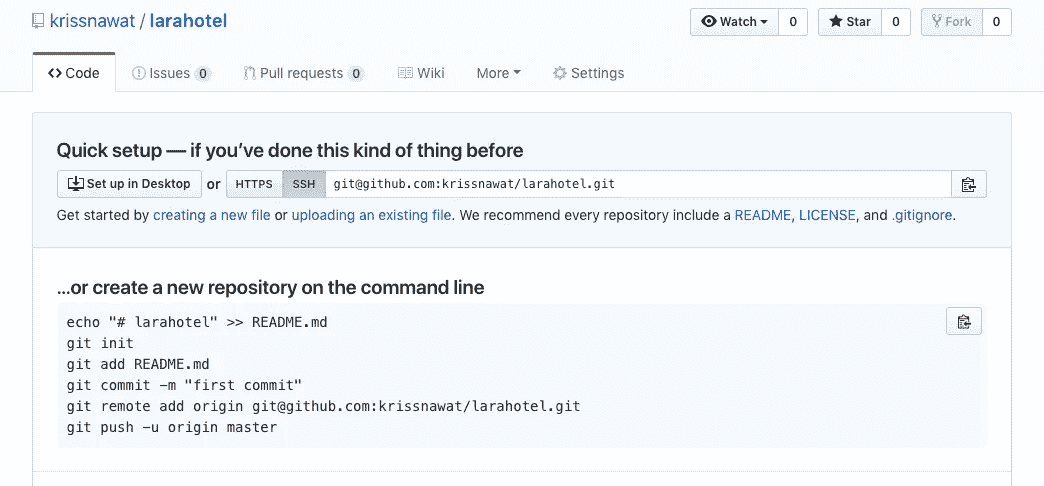 krissnawat / larahotel
Watch 0 Star 0 Fork 0
Code Issues 0 Pull requests 0 Wiki More Settings
Quick setup — if you’ve done this kind of thing before
Set up in Desktop or HTTPS SSH git@github.com:krissnawat/larahotel.git
Get started by creating a new file or uploading an existing file. We recommend every repository include a README, LICENSE, and .gitignore.
…or create a new repository on the command line
echo "# larahotel" >> README.md
git init
git add README.md
git commit -m "first commit"
git remote add origin git@github.com:krissnawat/larahotel.git
git push -u origin master